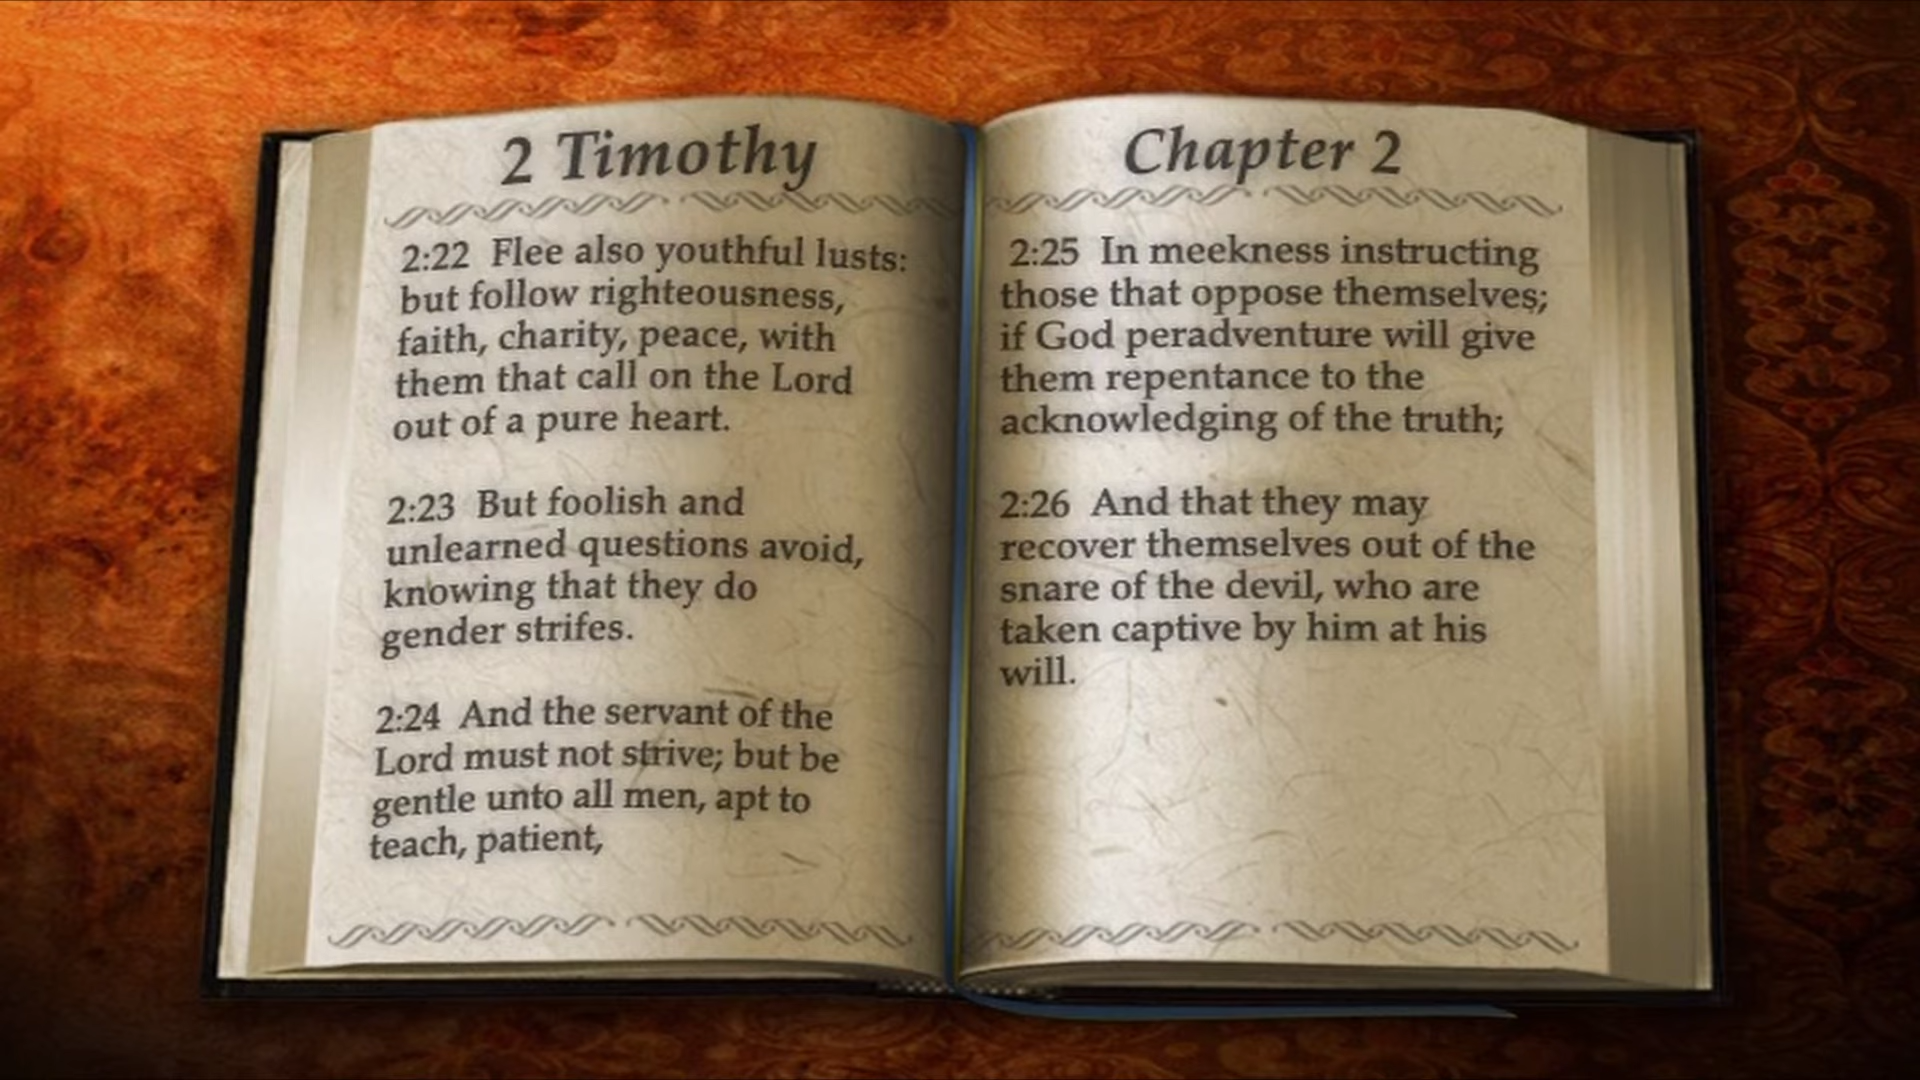 2 Timothy
2:22 Flee also youthful lusts:
but follow righteousness,
faith, charity, peace, with
them that call on the Lord
out of a pure heart.
2:23 But foolish and
unlearned questions avoid,
knowing that they do
gender strifes.
2:24 And the servant of the
Lord must not strive; but be
gentle unto all men, apt to
teach, patient,
Chapter 2
2:25 In meekness instructing
those that oppose themselves;
if God peradventure will give
them repentance to the
acknowledging of the truth;
2:26 And that they may
recover themselves out of the
snare of the devil, who are
taken captive by him at his
will.